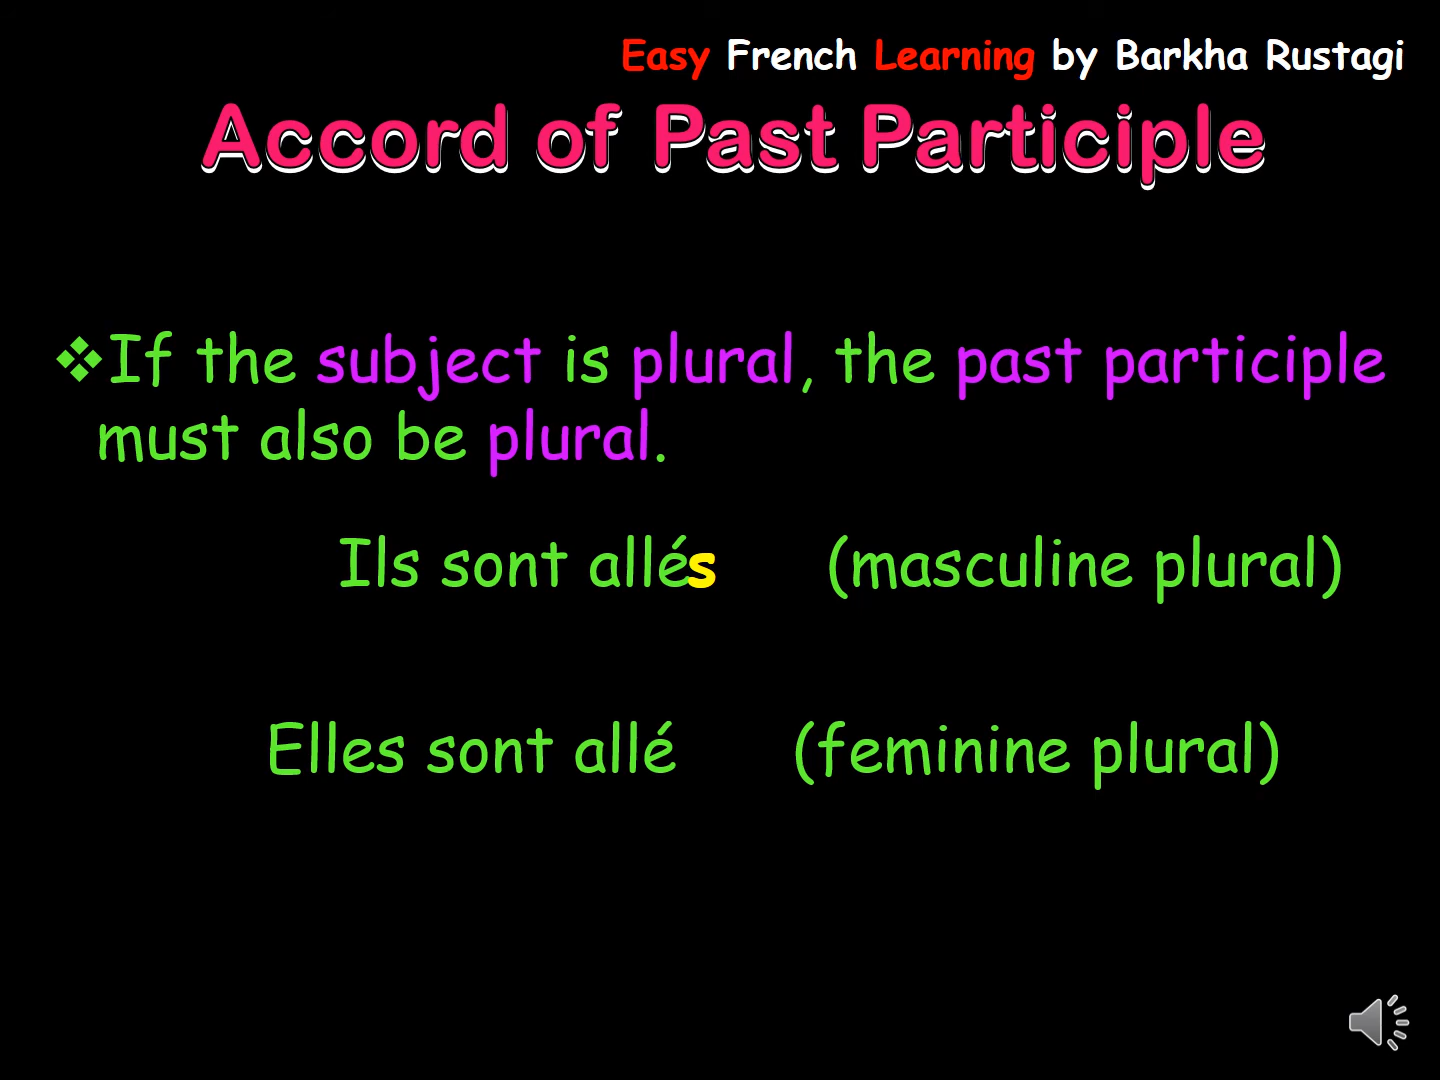 Easy French Learning by Barkha Rustagi
Accord of Past Participle
❖If the subject is plural, the past participle
must also be plural.
Ils sont allés (masculine plural)
Elles sont allé (feminine plural)